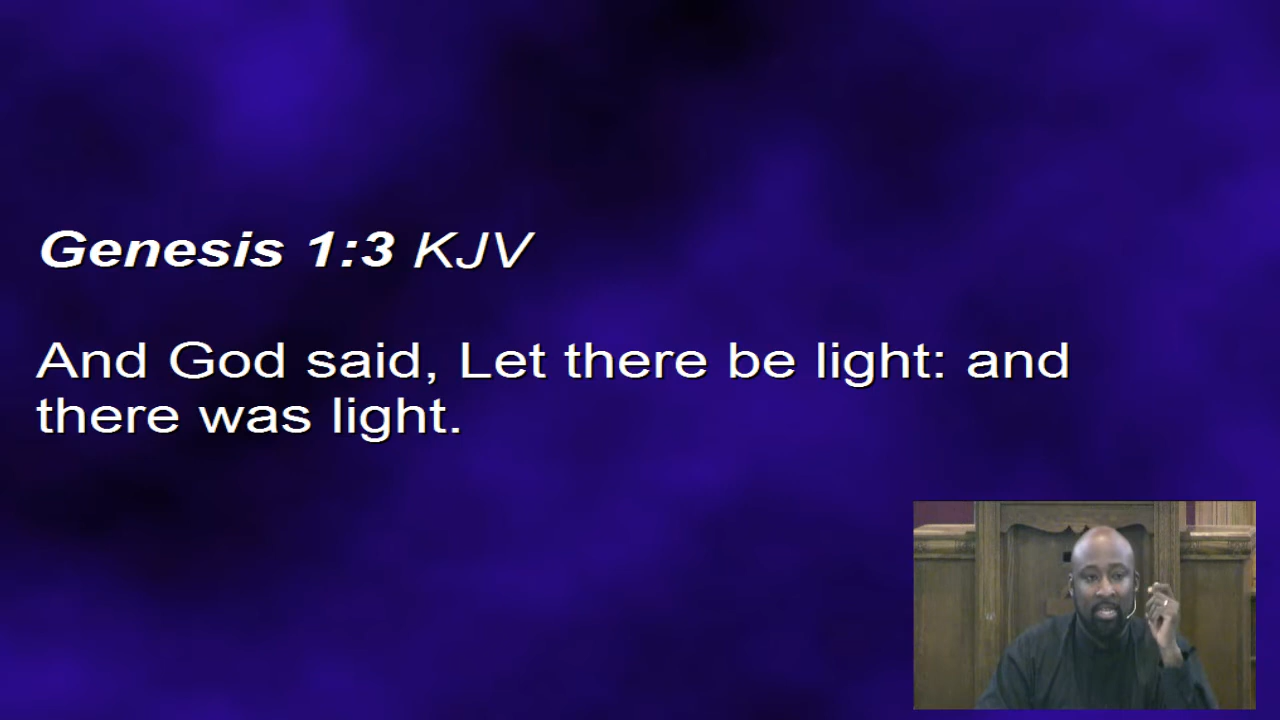 Genesis 1:3 KJV
And God said, Let there be light: and
there was light.